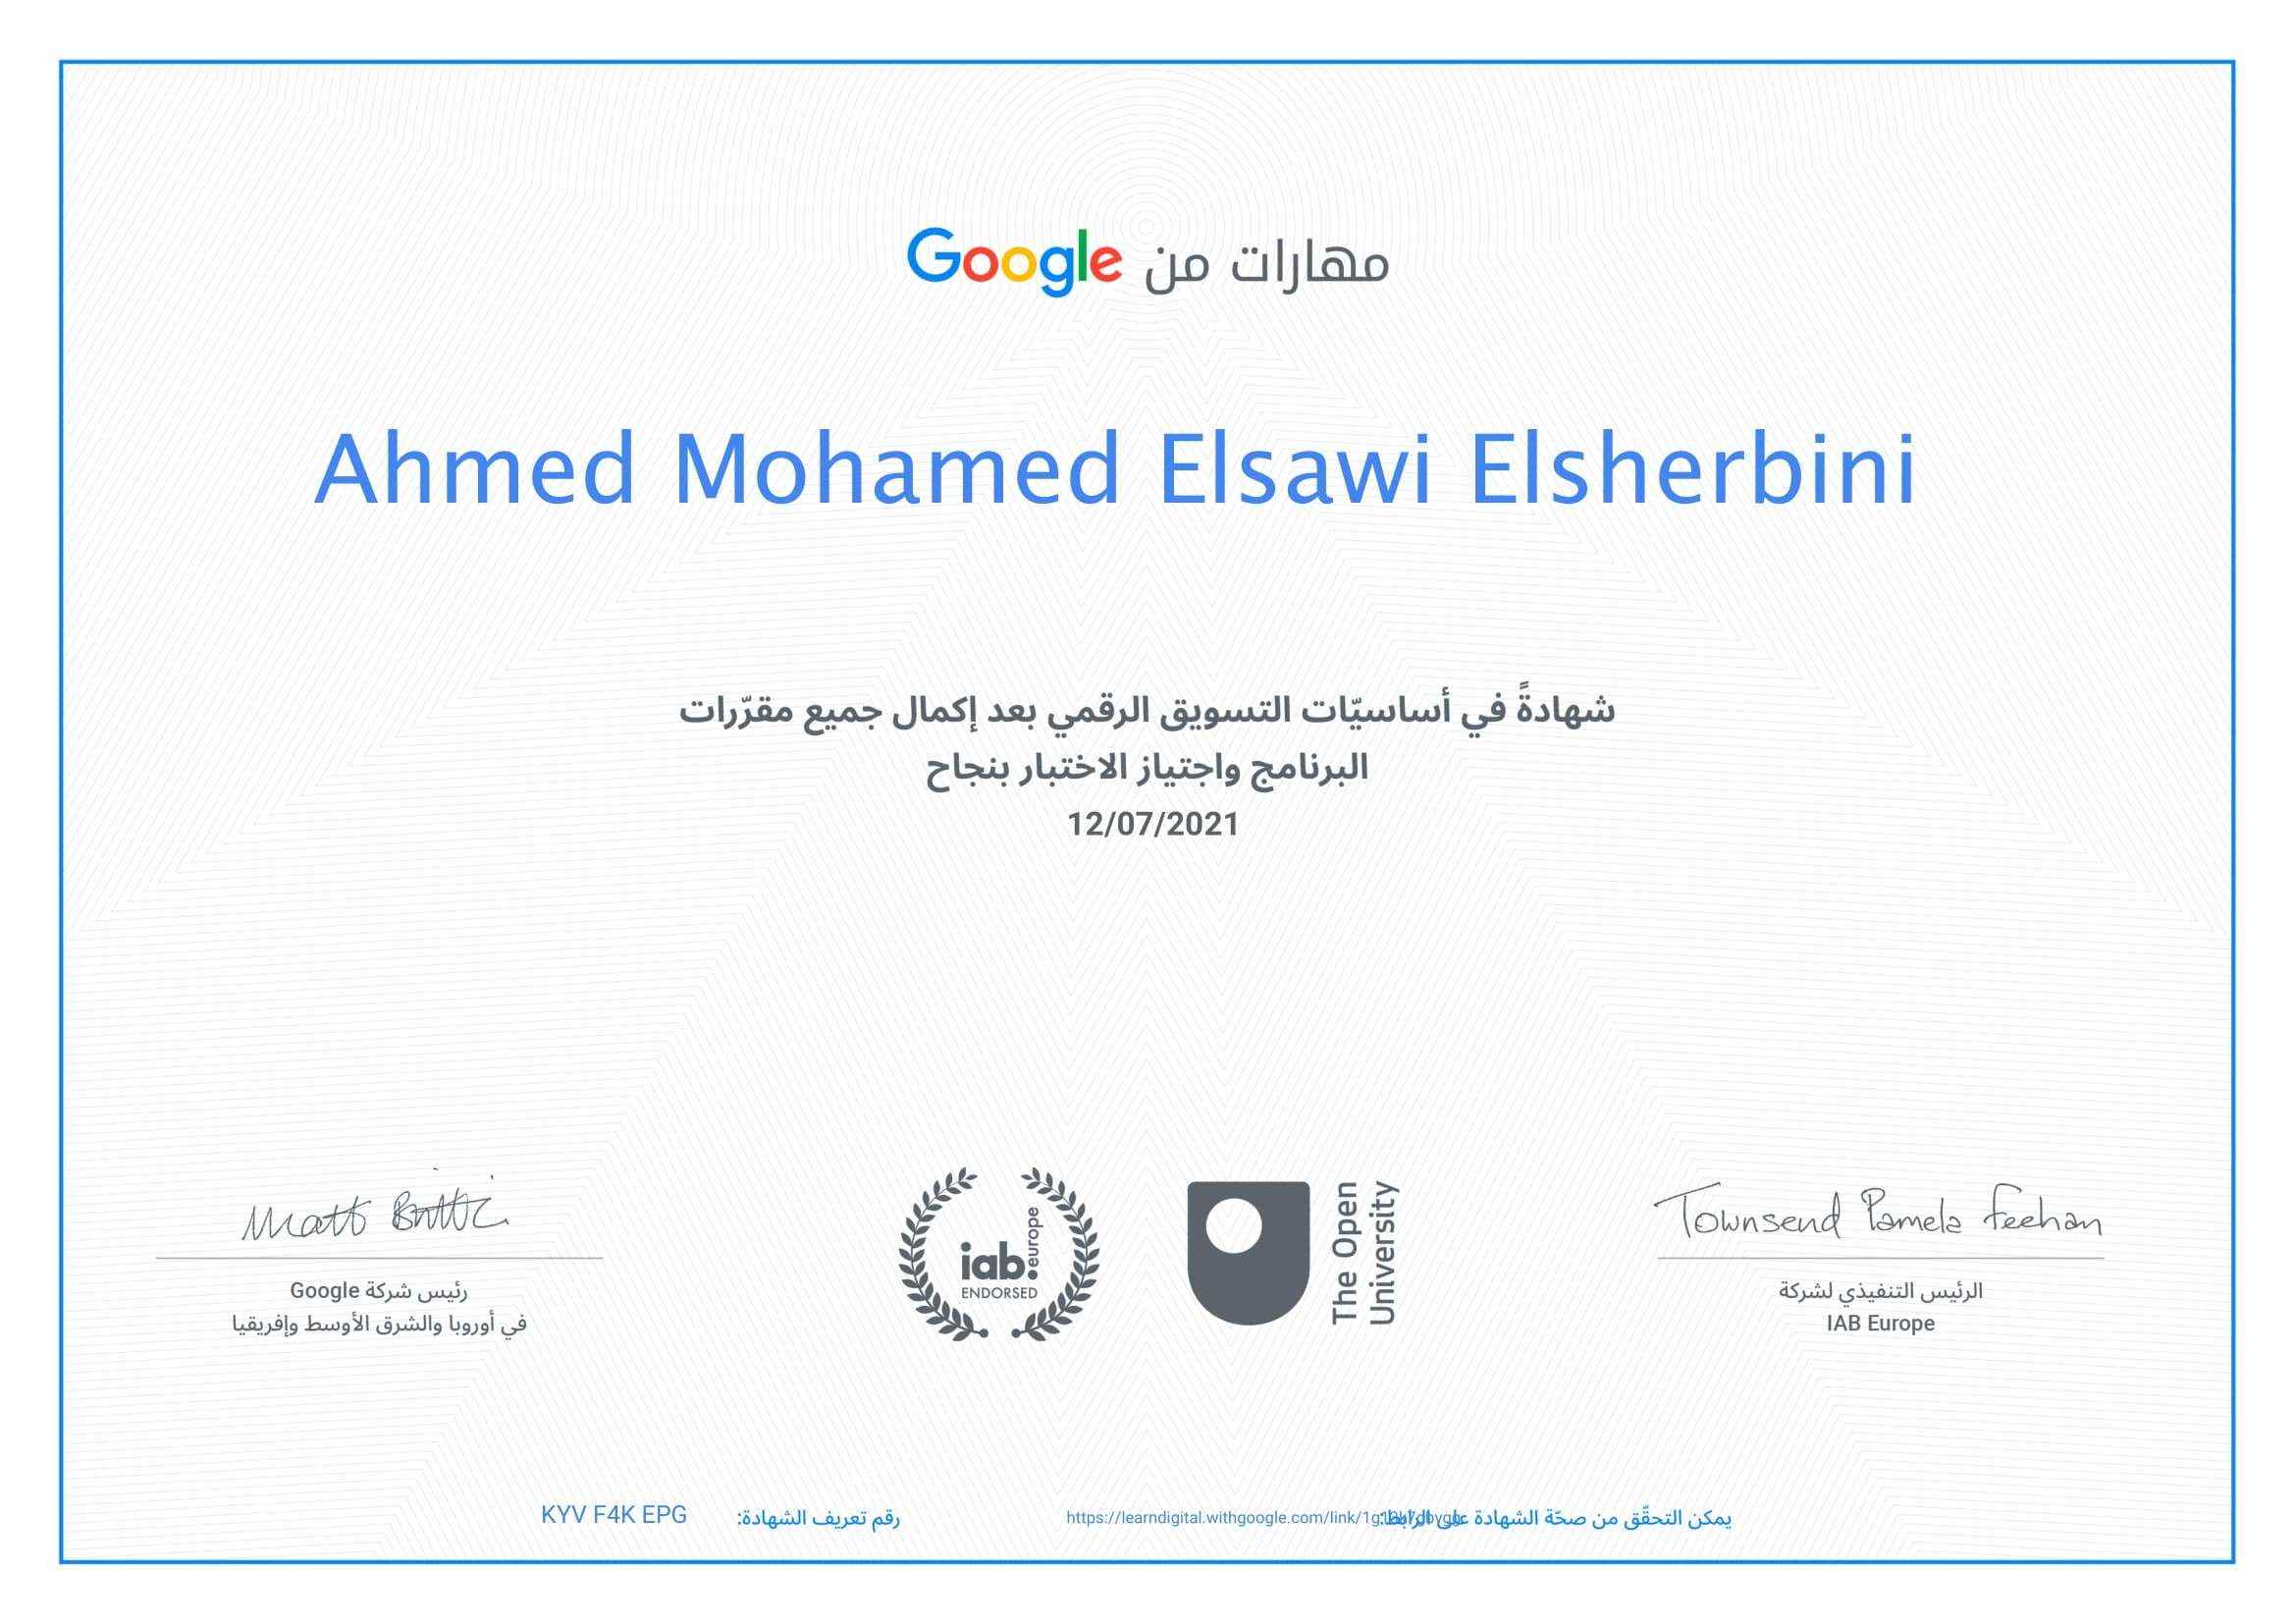 مهارات من Google
Ahmed Mohamed Elsawi Elsherbini
شهادةً في أساسيّات التسويق الرقمي بعد إكمال جميع مقرّرات
البرنامج واجتياز الاختبار بنجاح
12/07/2021
Townsend Pamela Feehan
الرئيس التنفيذي لشركة
IAB Europe
The Open
University
iab.
europe
ENDORSED
Matt
رئيس شركة Google
في أوروبا والشرق الأوسط وإفريقيا
يمكن التحقّق من صحّة الشهادة على الرابط:
https://learndigital.withgoogle.com/link/
رقم تعريف الشهادة:
KYV F4K EPG